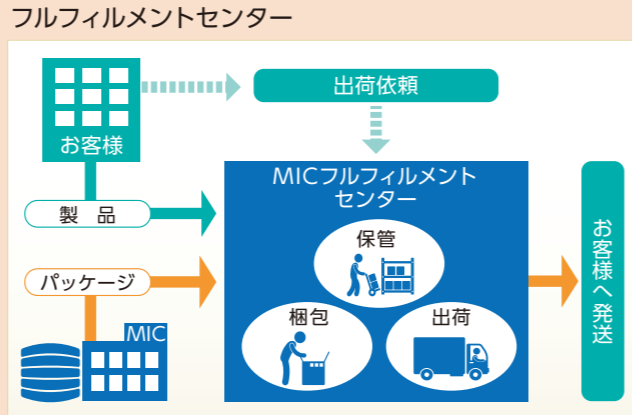 フルフィルメントセンター
出荷依頼
お客様
製 品
パッケージ
MIC
MICフルフィルメント
センター
保管
梱包
出荷
お客様へ発送